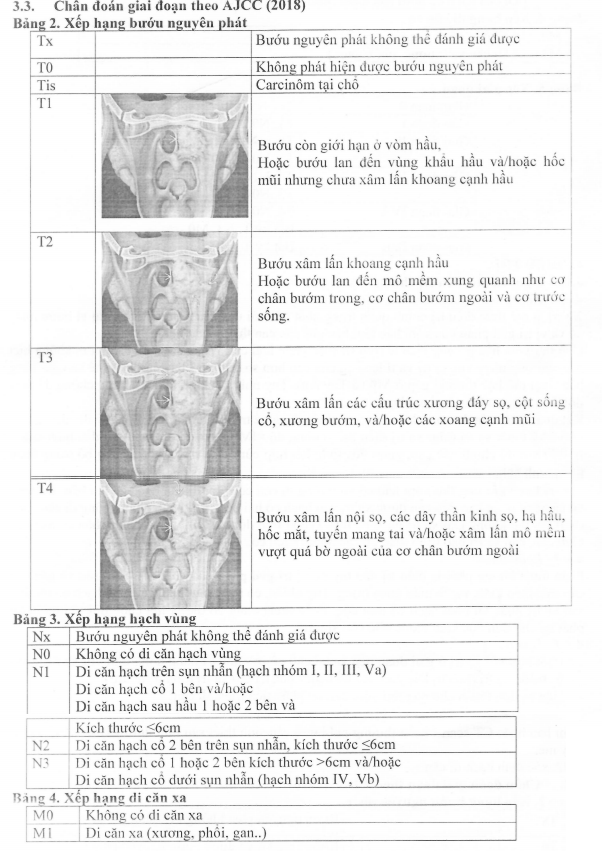 3.3. Chẩn đoán giai đoạn theo AJCC (2018)
Bảng 2. Xếp hạng bướu nguyên phát
Tx Bướu nguyên phát không thể đánh giá được
T0 Không phát hiện được bướu nguyên phát
Tis Carcinôm tại chỗ
T1
Bướu còn giới hạn ở vòm hầu,
Hoặc bướu lan đến vùng khẩu hầu và/hoặc hốc
mũi nhưng chưa xâm lấn khoang cạnh hầu
T2
Bướu xâm lấn khoang cạnh hầu
Hoặc bướu lan đến mô mềm xung quanh như cơ
chân bướm trong, cơ chân bướm ngoài và cơ trước
sống.
T3
Bướu xâm lấn các cấu trúc xương đáy sọ, cột sống
cổ, xương bướm, và/hoặc các xoang cạnh mũi
T4
Bướu xâm lấn nội sọ, các dây thần kinh sọ, hạ hầu,
hốc mắt, tuyến mang tai và/hoặc xâm lấn mô mềm
vượt quá bờ ngoài của cơ chân bướm ngoài
Bảng 3. Xếp hạng hạch vùng
Nx Bướu nguyên phát không thể đánh giá được
N0 Không có di căn hạch vùng
N1 Di căn hạch trên sụn nhẫn (hạch nhóm I, II, III, Va)
Di căn hạch cổ 1 bên và/hoặc
Di căn hạch sau hầu 1 hoặc 2 bên và
Kích thước ≤6cm
N2 Di căn hạch cổ 2 bên trên sụn nhẫn, kích thước ≤6cm
N3 Di căn hạch cổ 1 hoặc 2 bên kích thước >6cm và/hoặc
Di căn hạch cổ dưới sụn nhẫn (hạch nhóm IV, Vb)
Bảng 4. Xếp hạng di căn xa
M0 Không có di căn xa
M1 Di căn xa (xương, phổi, gan..)